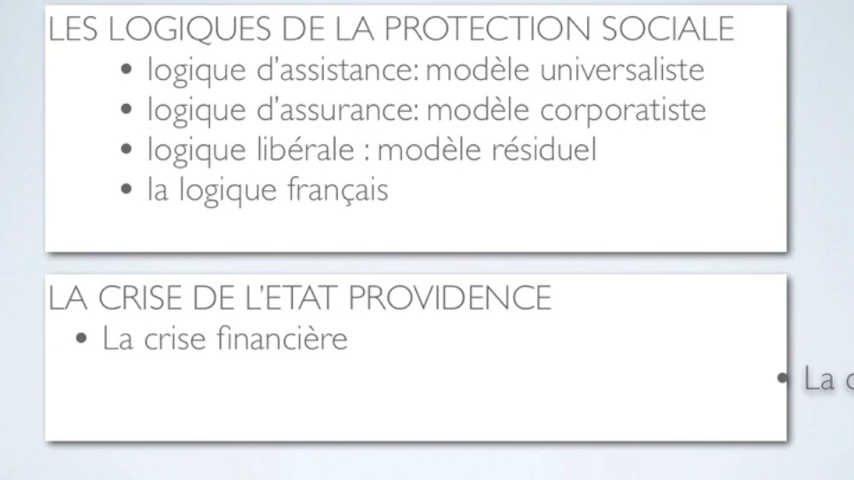 LES LOGIQUES DE LA PROTECTION SOCIALE
• logique d'assistance: modèle universaliste
• logique d'assurance: modèle corporatiste
• logique libérale : modèle résiduel
• la logique français
LA CRISE DE L'ETAT PROVIDENCE
• La crise financière
• La